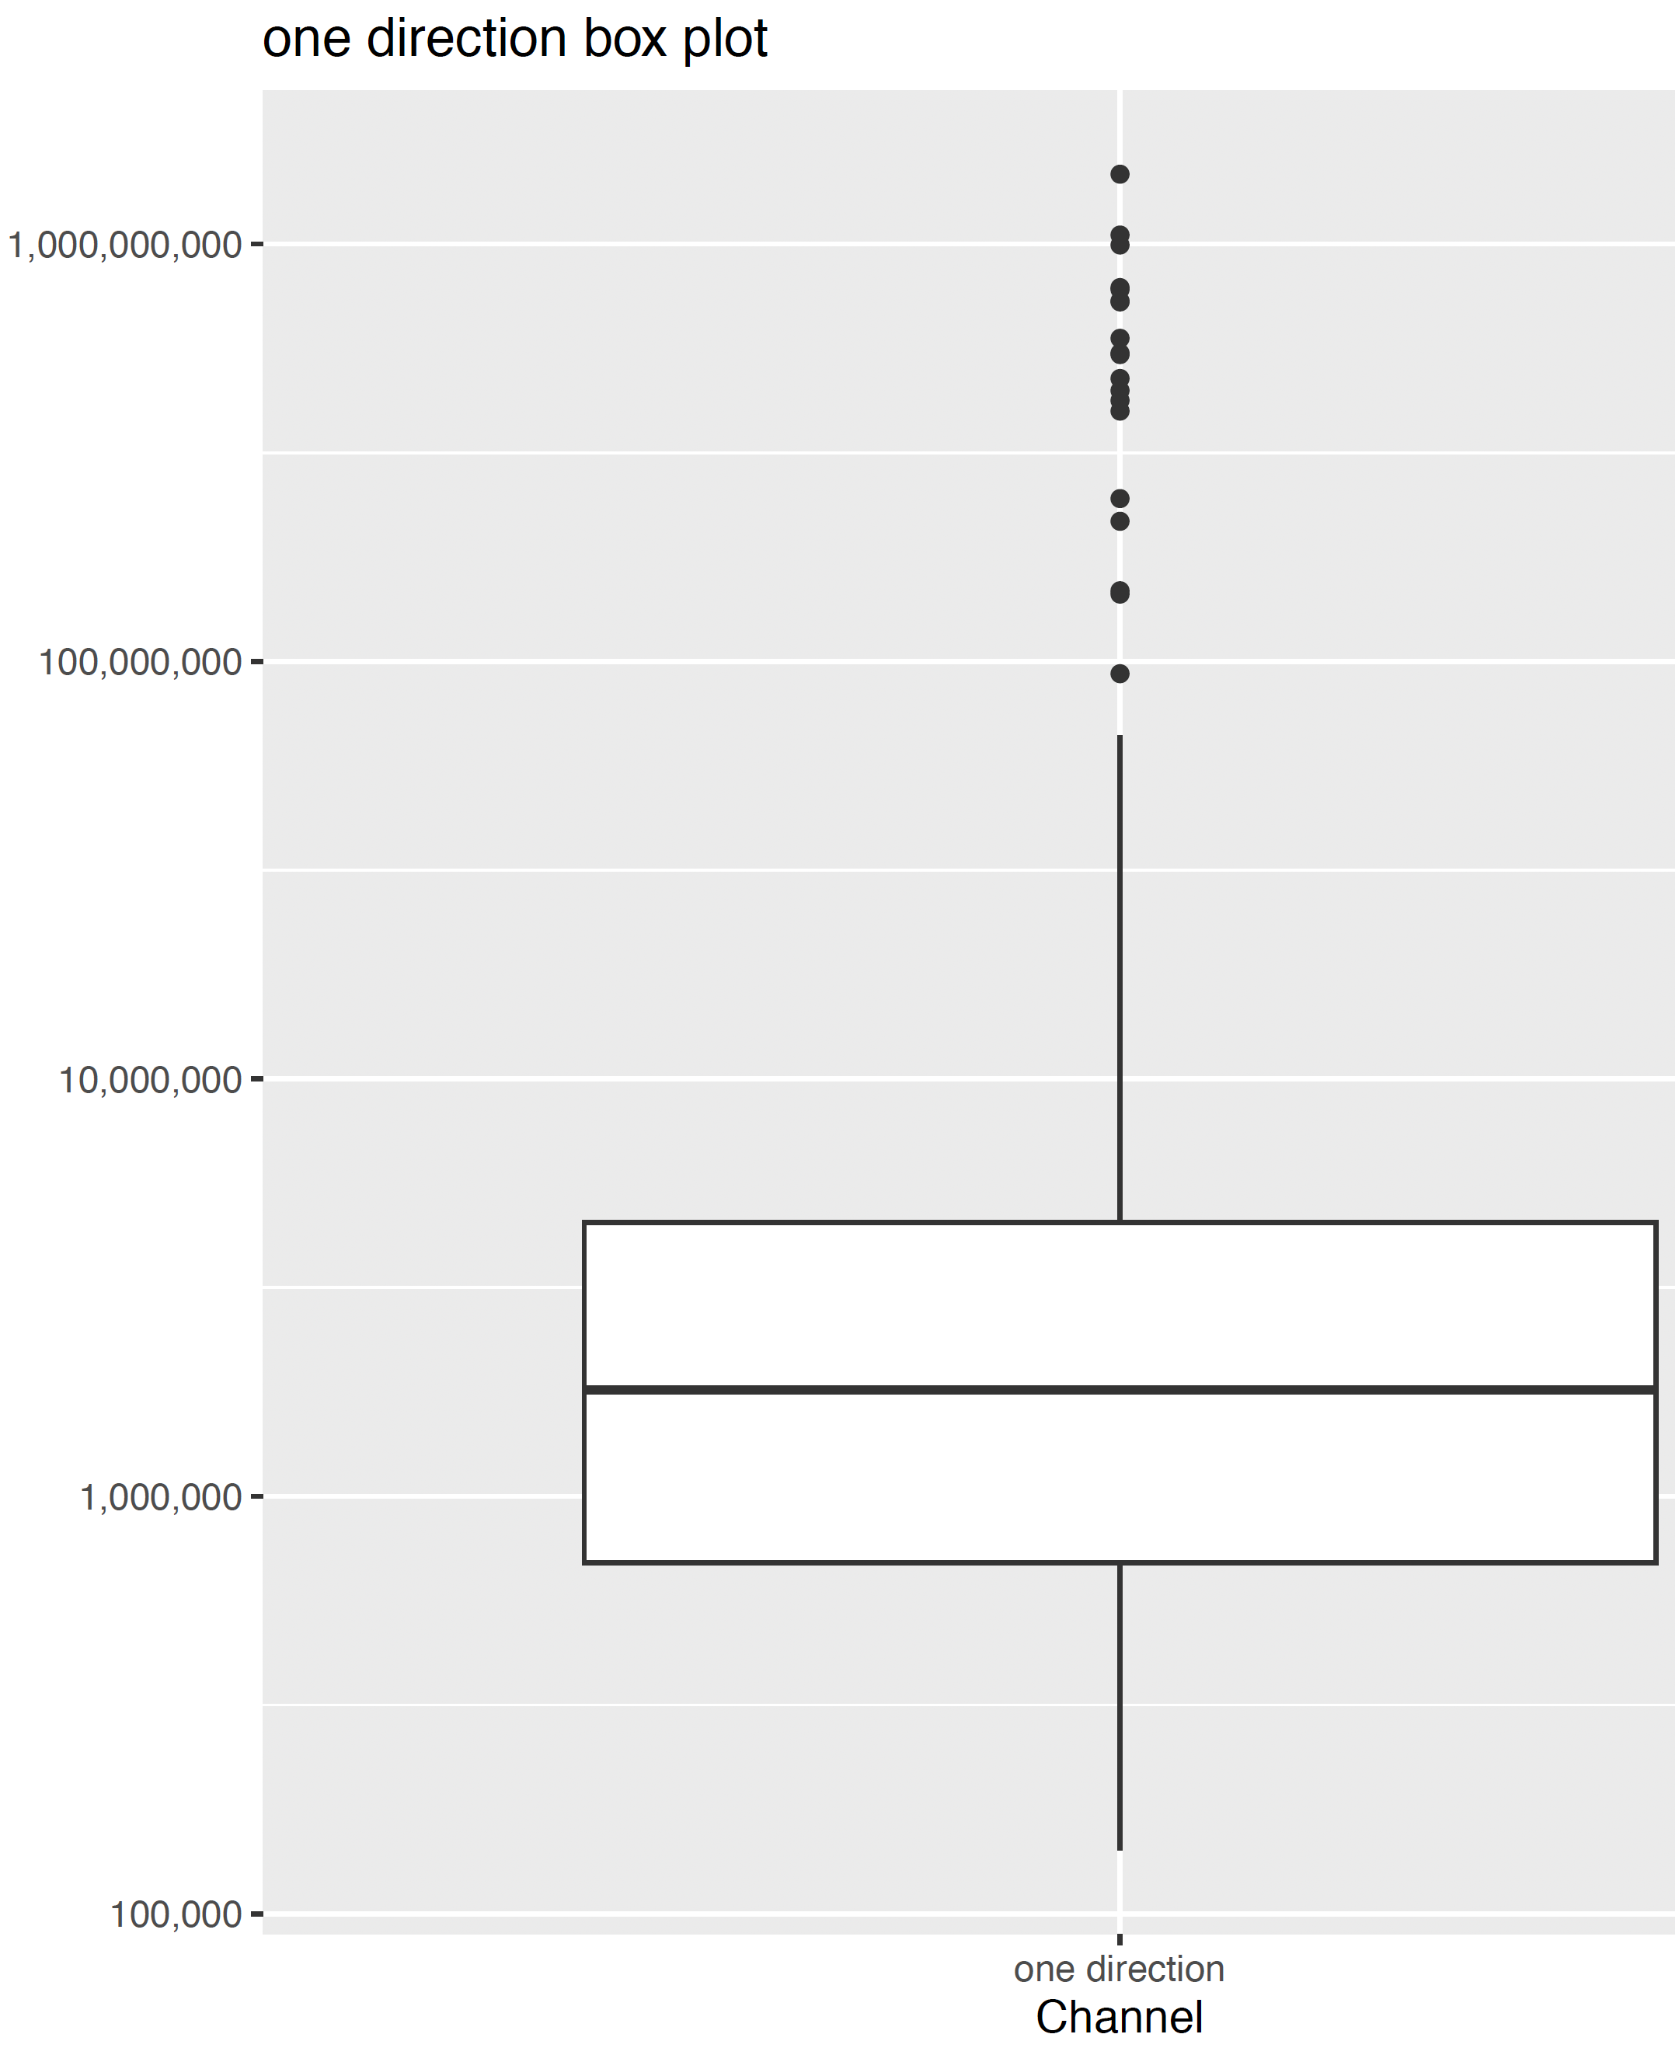 one direction box plot
1,000,000,000
100,000,000
10,000,000
1,000,000
100,000
one direction
Channel